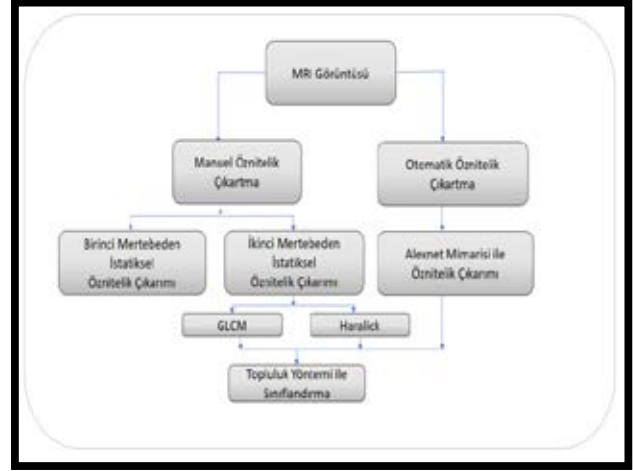 MRI Görüntüsü
Manuel Öznitelik
Çıkartma
Otomatik Öznitelik
Çıkartma
Birinci Mertebeden
İstatiksel
Öznitelik Çıkarımı
İkinci Mertebeden
İstatiksel
Öznitelik Çıkarımı
Alexnet Mimarisi ile
Öznitelik Çıkarımı
GLCM
Haralick
Topluluk Yöntemi ile
Sınıflandırma